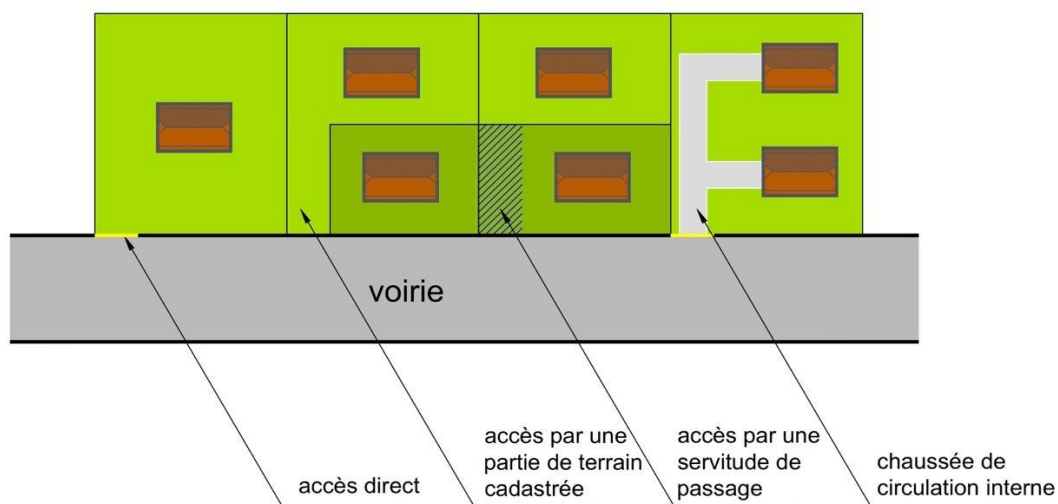 voirie
accès direct
accès par une
partie de terrain
cadastrée
accès par une
servitude de
passage
chaussée de
circulation interne